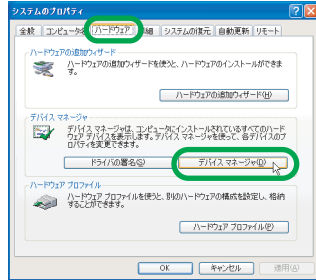 システムのプロパティ
全般 コンピュータ名 ハードウェア 詳細 システムの復元 自動更新 リモート
ハードウェアの追加ウィザード
ハードウェアの追加ウィザードを使うと、ハードウェアのインストールができま
す。
ハードウェアの追加ウィザード(H)
デバイス マネージャ
デバイス マネージャは、コンピュータにインストールされているすべてのハード
ウェア デバイスを表示します。デバイス マネージャを使って、各デバイスのプ
ロパティを変更できます。
ドライバの署名(S) デバイス マネージャ(D)
ハードウェア プロファイル
ハードウェア プロファイルを使うと、別のハードウェアの構成を設定し、格納
することができます。
ハードウェア プロファイル(P)
OK キャンセル 適用(A)